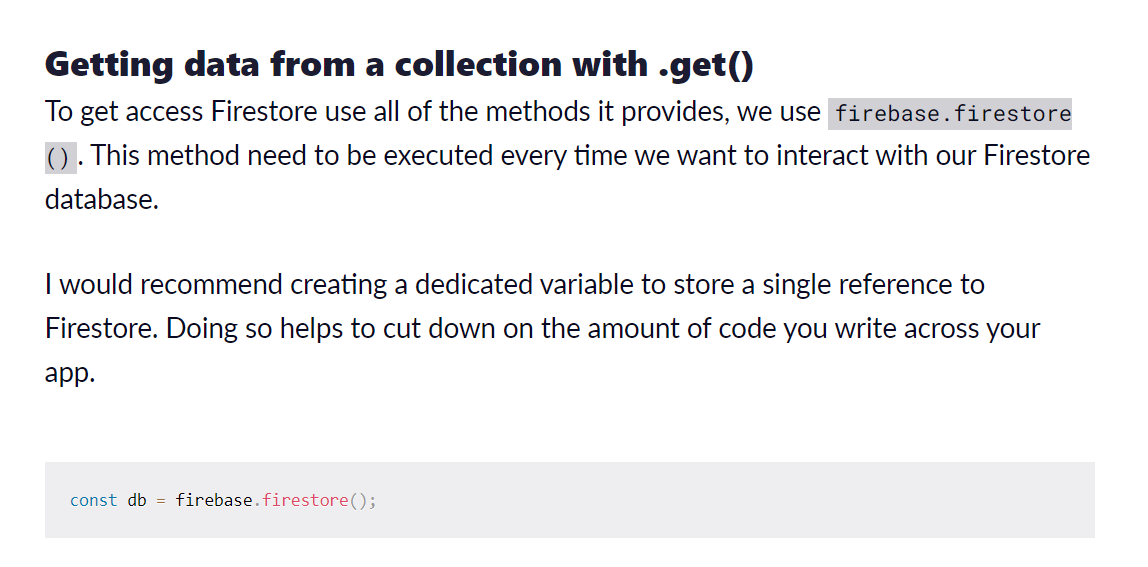 Getting data from a collection with .get()
To get access Firestore use all of the methods it provides, we use firebase.firestore
(). This method need to be executed every time we want to interact with our Firestore
database.
I would recommend creating a dedicated variable to store a single reference to
Firestore. Doing so helps to cut down on the amount of code you write across your
app.
const db = firebase.firestore();